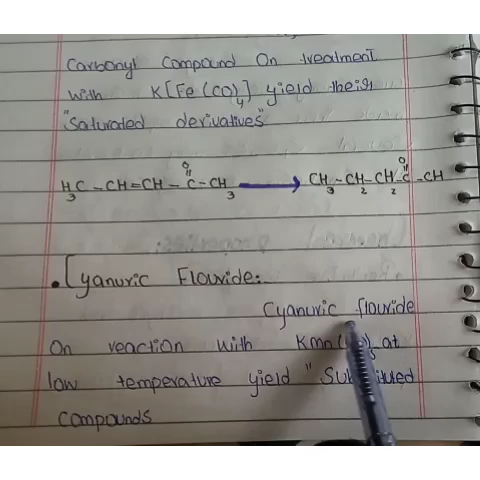 Carbonyl Compound On treatment
with K[Fe(CO)4] yield their
"Saturated derivatives"
O
H3C - CH=CH - C - CH3 → CH3 - CH2 - CH2 C - CH
O
• Cyanuric Flouride:
Cyanuric flouride
On reaction with at
low temperature yield "
Compounds